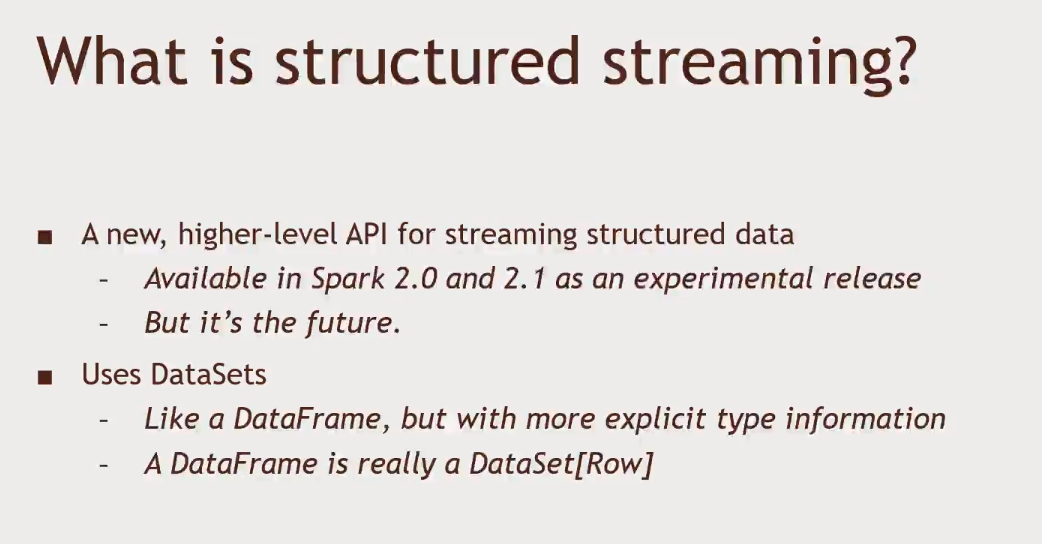 What is structured streaming?
■ A new, higher-level API for streaming structured data
– Available in Spark 2.0 and 2.1 as an experimental release
– But it's the future.
■ Uses DataSets
– Like a DataFrame, but with more explicit type information
– A DataFrame is really a DataSet[Row]